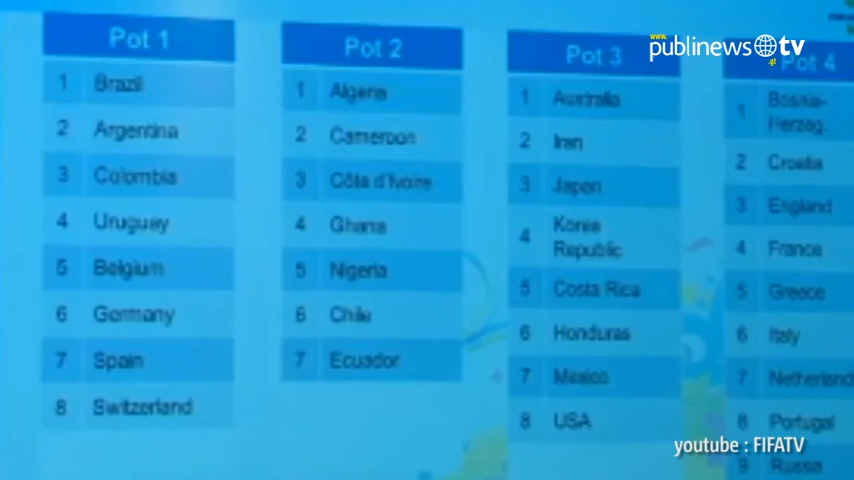 www.
publinews tv
.gt
Pot 1
1 Brazil
2 Argentina
3 Colombia
4 Uruguay
5 Belgium
6 Germany
7 Spain
8 Switzerland
Pot 2
1 Algeria
2 Cameroon
3 Côte d'Ivoire
4 Ghana
5 Nigeria
6 Chile
7 Ecuador
Pot 3
1 Australia
2 Iran
3 Japan
4 Korea
Republic
5 Costa Rica
6 Honduras
7 Mexico
8 USA
Pot 4
1 Bosnia-
Herzeg.
2 Croatia
3 England
4 France
5 Greece
6 Italy
7 Netherland
8 Portugal
9 Russia
youtube : FIFATV